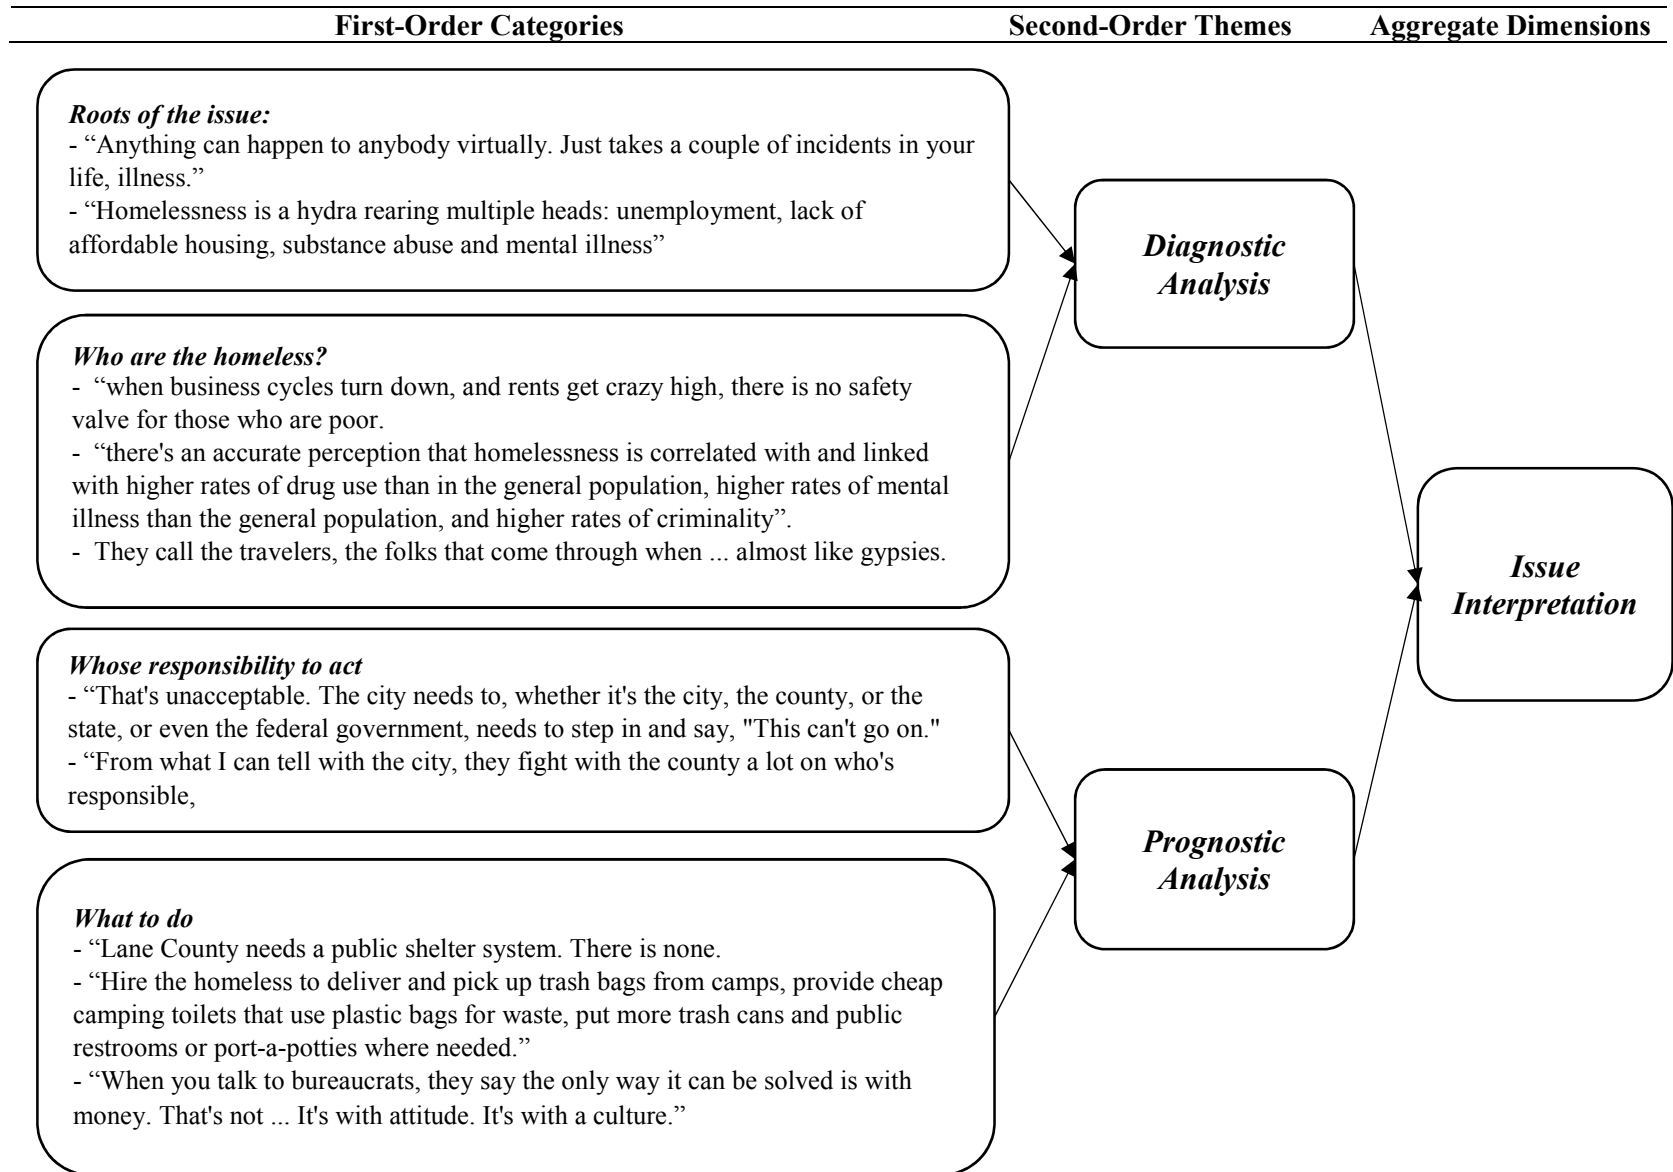 First-Order Categories Second-Order Themes Aggregate Dimensions
Roots of the issue:
- “Anything can happen to anybody virtually. Just takes a couple of incidents in your
life, illness.”
- “Homelessness is a hydra rearing multiple heads: unemployment, lack of
affordable housing, substance abuse and mental illness”
Who are the homeless?
- “when business cycles turn down, and rents get crazy high, there is no safety
valve for those who are poor.
- “there's an accurate perception that homelessness is correlated with and linked
with higher rates of drug use than in the general population, higher rates of mental
illness than the general population, and higher rates of criminality”.
- They call the travelers, the folks that come through when ... almost like gypsies.
Whose responsibility to act
- “That's unacceptable. The city needs to, whether it's the city, the county, or the
state, or even the federal government, needs to step in and say, "This can't go on."
- “From what I can tell with the city, they fight with the county a lot on who's
responsible,
What to do
- “Lane County needs a public shelter system. There is none.
- “Hire the homeless to deliver and pick up trash bags from camps, provide cheap
camping toilets that use plastic bags for waste, put more trash cans and public
restrooms or port-a-potties where needed.”
- “When you talk to bureaucrats, they say the only way it can be solved is with
money. That's not ... It's with attitude. It's with a culture.”
Diagnostic
Analysis
Prognostic
Analysis
Issue
Interpretation